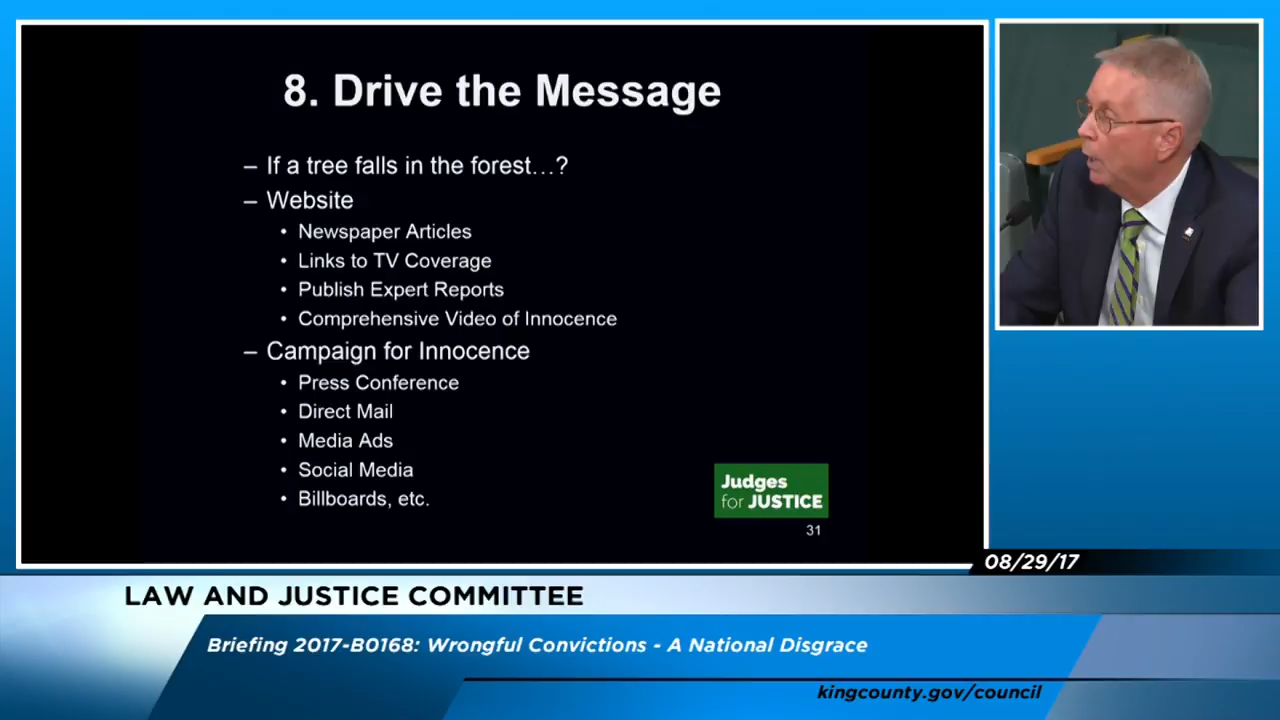 8. Drive the Message
– If a tree falls in the forest…?
– Website
• Newspaper Articles
• Links to TV Coverage
• Publish Expert Reports
• Comprehensive Video of Innocence
– Campaign for Innocence
• Press Conference
• Direct Mail
• Media Ads
• Social Media
• Billboards, etc.
Judges
for JUSTICE
31
08/29/17
LAW AND JUSTICE COMMITTEE
Briefing 2017-B0168: Wrongful Convictions - A National Disgrace
kingcounty.gov/council